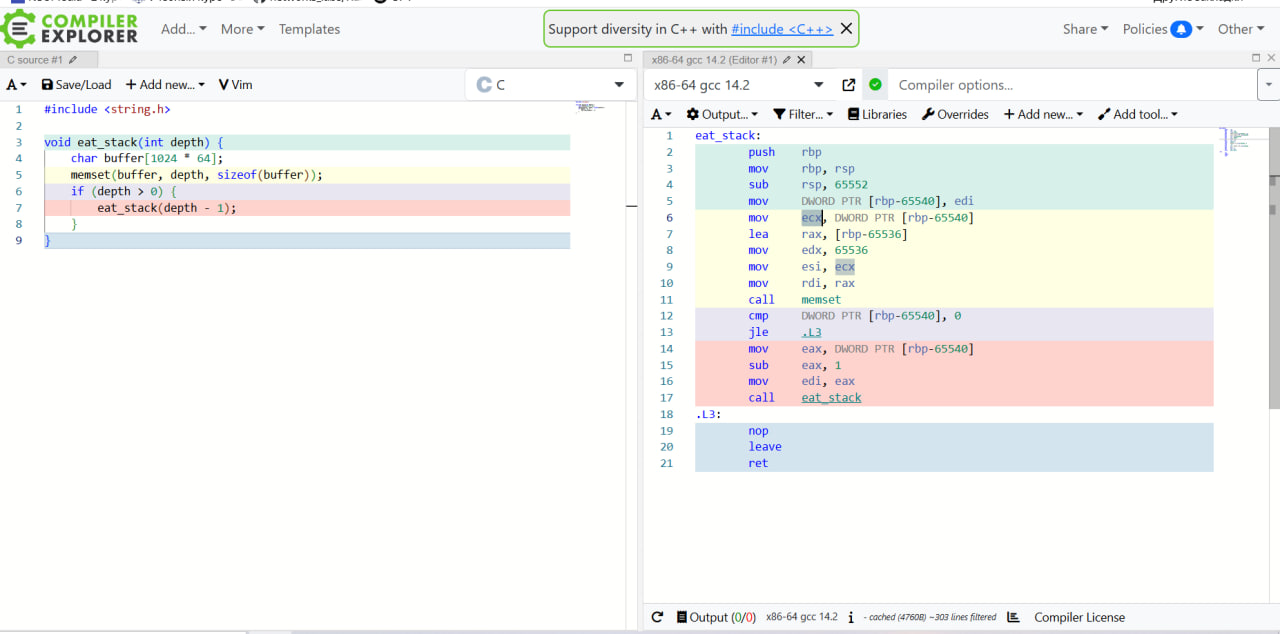 COMPILER
EXPLORER
Add...
More
Templates
Support diversity in C++ with #include <C++>
Share
Policies
Other
C source #1
A
Save/Load
Add new...
Vim
C
#include <string.h>
void eat_stack(int depth) {
char buffer[1024 * 64];
memset(buffer, depth, sizeof(buffer));
if (depth > 0) {
eat_stack(depth - 1);
}
}
1
2
3
4
5
6
7
8
9
x86-64 gcc 14.2 (Editor #1)
x86-64 gcc 14.2
Compiler options...
A
Output...
Filter...
Libraries
Overrides
Add new...
Add tool...
1 eat_stack:
2 push rbp
3 mov rbp, rsp
4 sub rsp, 65552
5 mov DWORD PTR [rbp-65540], edi
6 mov ecx, DWORD PTR [rbp-65540]
7 lea rax, [rbp-65536]
8 mov edx, 65536
9 mov esi, ecx
10 mov rdi, rax
11 call memset
12 cmp DWORD PTR [rbp-65540], 0
13 jle .L3
14 mov eax, DWORD PTR [rbp-65540]
15 sub eax, 1
16 mov edi, eax
17 call eat_stack
18 .L3:
19 nop
20 leave
21 ret
Output (0/0) x86-64 gcc 14.2 i - cached (4760B) ~303 lines filtered Compiler License